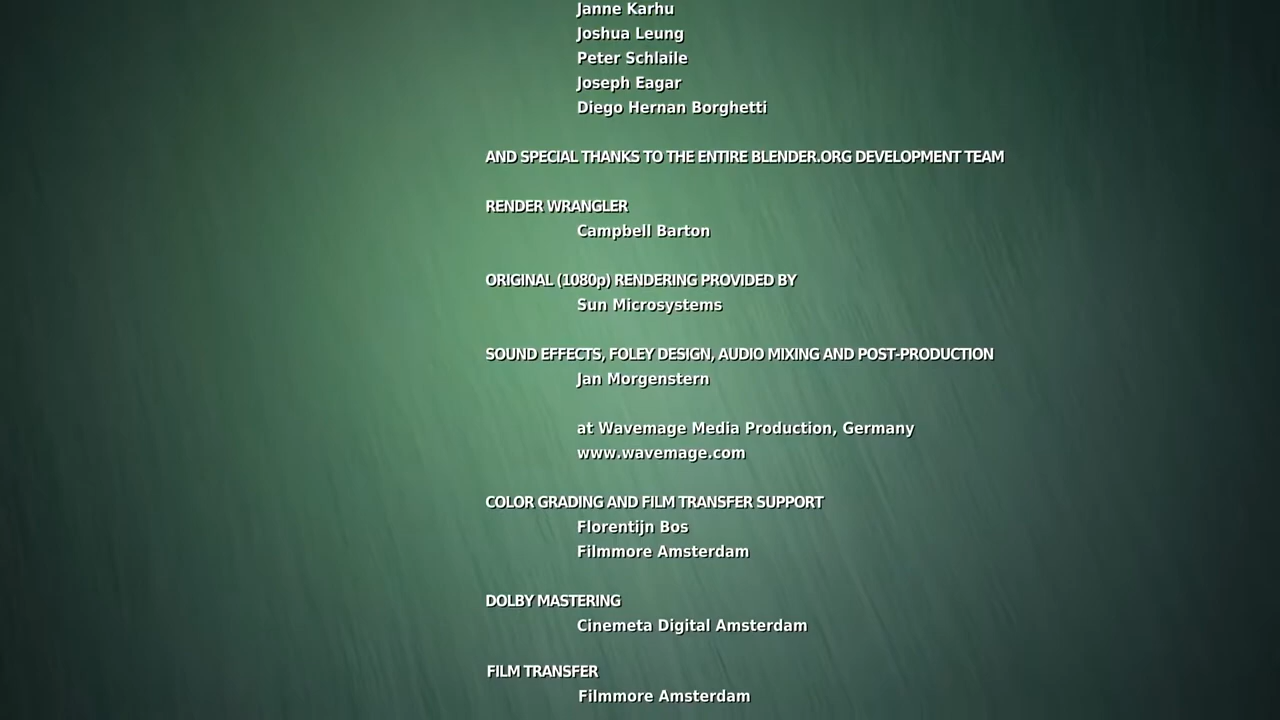 Janne Karhu
Joshua Leung
Peter Schlaile
Joseph Eagar
Diego Hernan Borghetti
AND SPECIAL THANKS TO THE ENTIRE BLENDER.ORG DEVELOPMENT TEAM
RENDER WRANGLER
Campbell Barton
ORIGINAL (1080p) RENDERING PROVIDED BY
Sun Microsystems
SOUND EFFECTS, FOLEY DESIGN, AUDIO MIXING AND POST-PRODUCTION
Jan Morgenstern
at Wavemage Media Production, Germany
www.wavemage.com
COLOR GRADING AND FILM TRANSFER SUPPORT
Florentijn Bos
Filmmore Amsterdam
DOLBY MASTERING
Cinemeta Digital Amsterdam
FILM TRANSFER
Filmmore Amsterdam